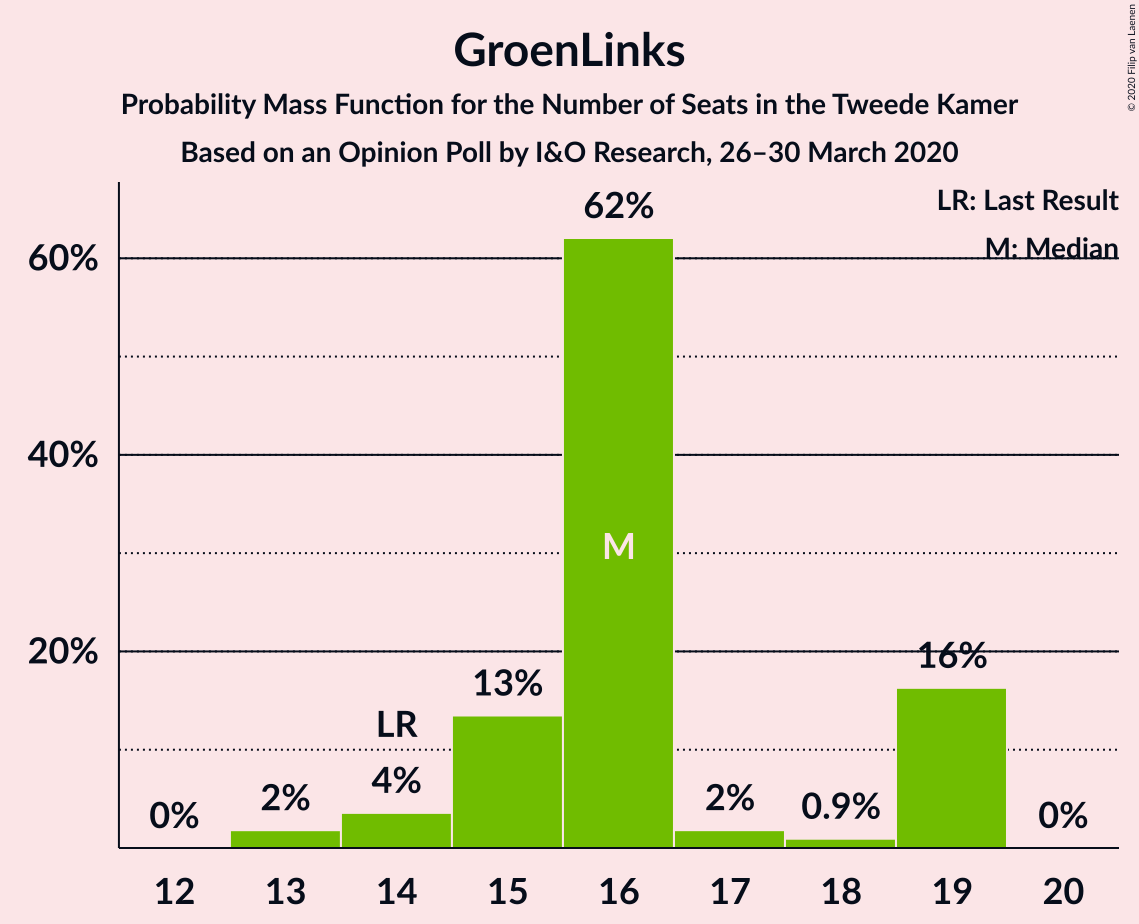 GroenLinks
Probability Mass Function for the Number of Seats in the Tweede Kamer
Based on an Opinion Poll by I&O Research, 26–30 March 2020
© 2020 Filip van Laenen
LR: Last Result
M: Median
60%
40%
20%
0%
2%
LR
4%
13%
62%
M
2%
0.9%
16%
0%
12 13 14 15 16 17 18 19 20